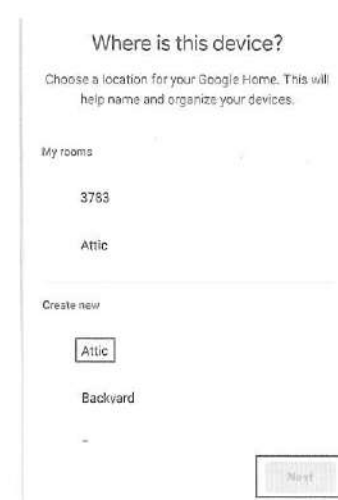 Where is this device?
Choose a location for your Google Home. This will
help name and organize your devices.
My rooms
3783
Attic
Create new
Attic
Backyard
Next